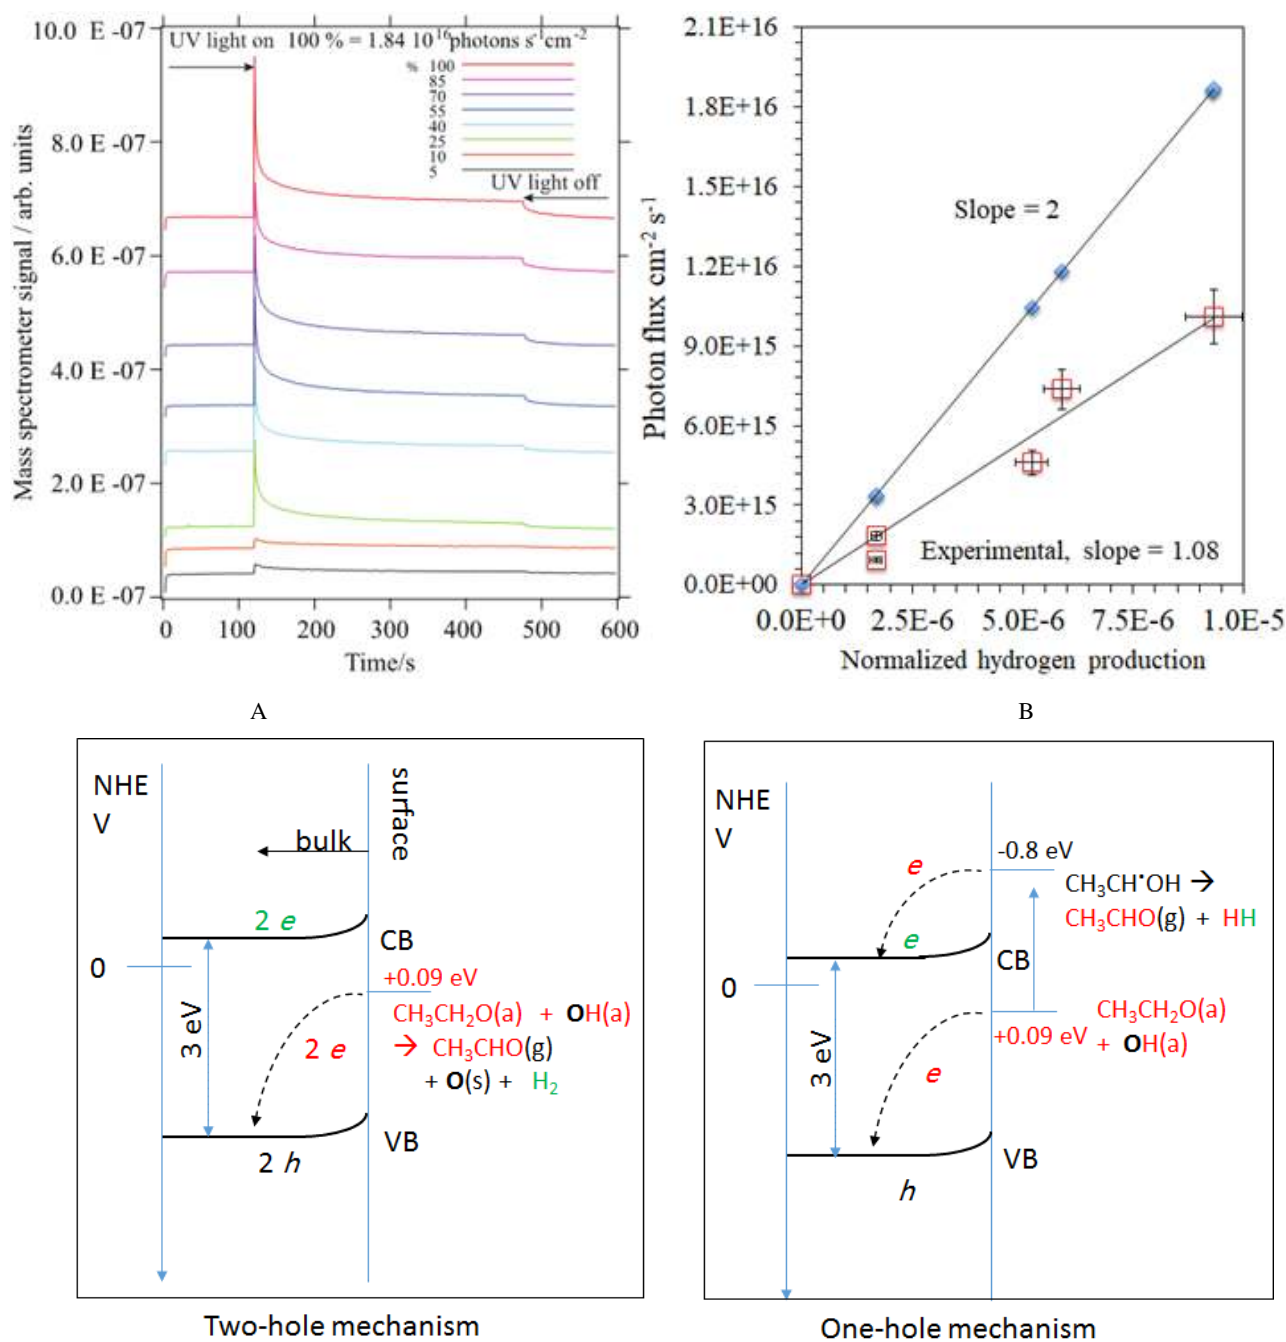 UV light on 100 % = 1.84 10¹⁶photons s⁻¹cm⁻²
% 100
85
70
55
40
25
10
5
UV light off
10.0 E -07
8.0 E -07
6.0 E -07
4.0 E -07
2.0 E -07
0.0 E -07
Mass spectrometer signal / arb. units
0 100 200 300 400 500 600
Time/s
A
2.1E+16
1.8E+16
1.5E+16
1.2E+16
9.0E+15
6.0E+15
3.0E+15
0.0E+00
Photon flux cm⁻² s⁻¹
Slope = 2
Experimental, slope = 1.08
0.0E+0 2.5E-6 5.0E-6 7.5E-6 1.0E-5
Normalized hydrogen production
B
NHE
V
surface
bulk
2 e
CB
0
+0.09 eV
3 eV
CH₃CH₂O(a) + OH(a)
→ CH₃CHO(g)
+ O(s) + H₂
2 e
VB
2 h
Two-hole mechanism
NHE
V
-0.8 eV
e
CH₃CH•OH →
CH₃CHO(g) + HH
e
CB
0
3 eV
CH₃CH₂O(a)
+0.09 eV + OH(a)
e
VB
h
One-hole mechanism